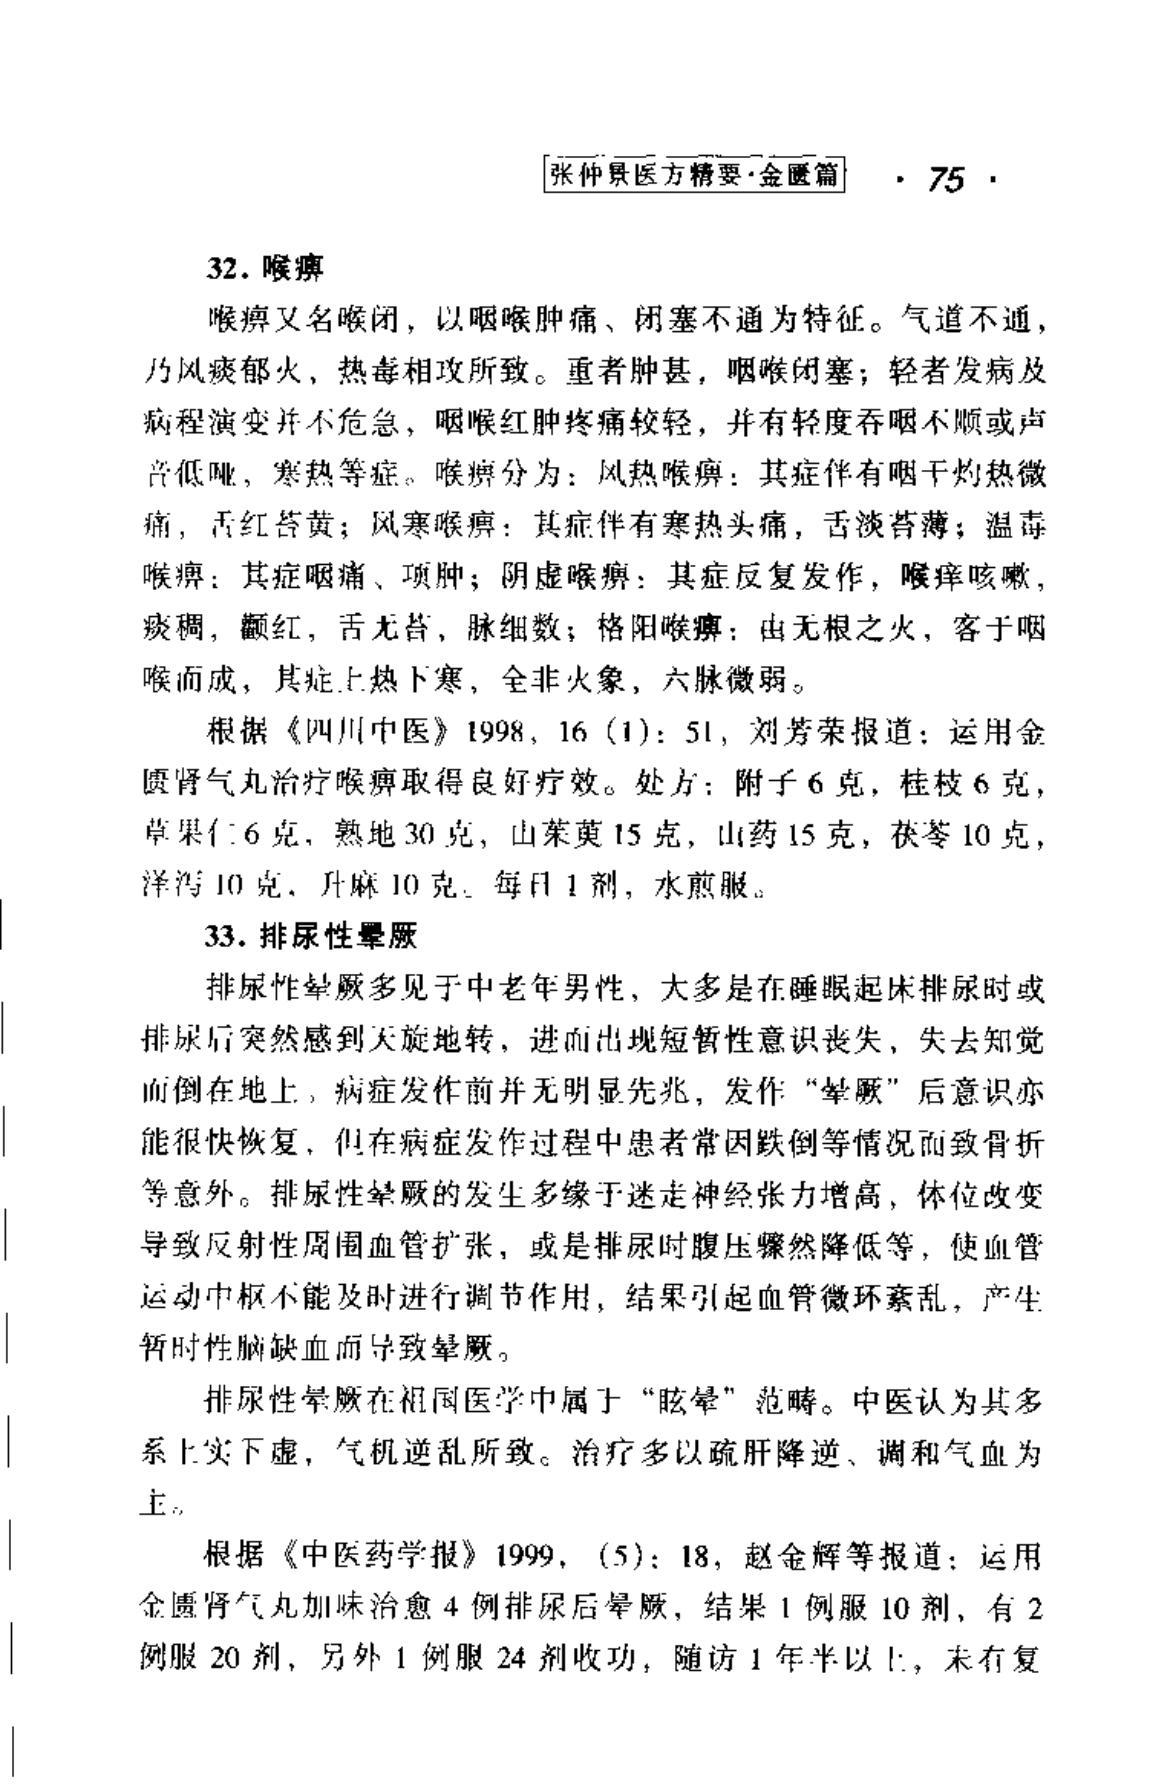 张仲景医方精要·金匮篇 · 75 ·
32. 喉痹
喉痹又名喉闭，以咽喉肿痛、闭塞不通为特征。气道不通，
乃风痰郁火，热毒相攻所致。重者肿甚，咽喉闭塞；轻者发病及
病程演变并不危急，咽喉红肿疼痛较轻，并有轻度吞咽不顺或声
音低哑，寒热等症。喉痹分为：风热喉痹：其症伴有咽干灼热微
痛，舌红苔黄；风寒喉痹：其症伴有寒热头痛，舌淡苔薄；温毒
喉痹：其症咽痛、项肿；阴虚喉痹：其症反复发作，喉痒咳嗽，
痰稠，颧红，舌无苔，脉细数；格阳喉痹：由无根之火，客于咽
喉而成，其症上热下寒，全非火象，六脉微弱。
根据《四川中医》1998，16（1）：51，刘芳荣报道：运用金
匮肾气丸治疗喉痹取得良好疗效。处方：附子 6 克，桂枝 6 克，
草果仁 6 克，熟地 30 克，山茱萸 15 克，山药 15 克，茯苓 10 克，
泽泻 10 克，升麻 10 克。每日 1 剂，水煎服。
33. 排尿性晕厥
排尿性晕厥多见于中老年男性，大多是在睡眠起床排尿时或
排尿后突然感到天旋地转，进而出现短暂性意识丧失，失去知觉
而倒在地上。病症发作前并无明显先兆，发作“晕厥”后意识亦
能很快恢复，但在病症发作过程中患者常因跌倒等情况而致骨折
等意外。排尿性晕厥的发生多缘于迷走神经张力增高，体位改变
导致反射性周围血管扩张，或是排尿时腹压骤然降低等，使血管
运动中枢不能及时进行调节作用，结果引起血管微环紊乱，产生
暂时性脑缺血而导致晕厥。
排尿性晕厥在祖国医学中属于“眩晕”范畴。中医认为其多
系上实下虚，气机逆乱所致。治疗多以疏肝降逆、调和气血为
主。
根据《中医药学报》1999，（5）：18，赵金辉等报道：运用
金匮肾气丸加味治愈 4 例排尿后晕厥，结果 1 例服 10 剂，有 2
例服 20 剂，另外 1 例服 24 剂收功，随访 1 年半以上，未有复